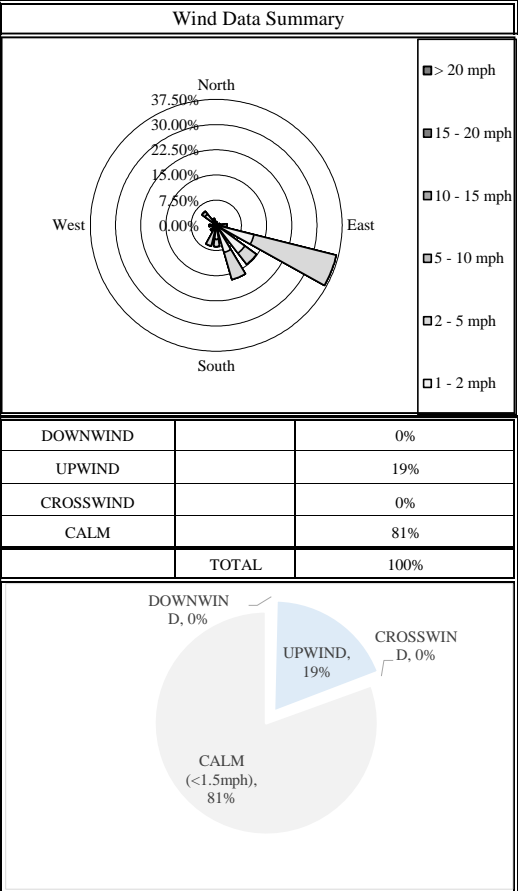 Wind Data Summary
North
37.50%
30.00%
22.50%
15.00%
7.50%
0.00%
West
East
South
> 20 mph
15 - 20 mph
10 - 15 mph
5 - 10 mph
2 - 5 mph
1 - 2 mph
DOWNWIND 0%
UPWIND 19%
CROSSWIND 0%
CALM 81%
TOTAL 100%
DOWNWIN
D, 0%
UPWIND,
19%
CROSSWIN
D, 0%
CALM
(<1.5mph),
81%